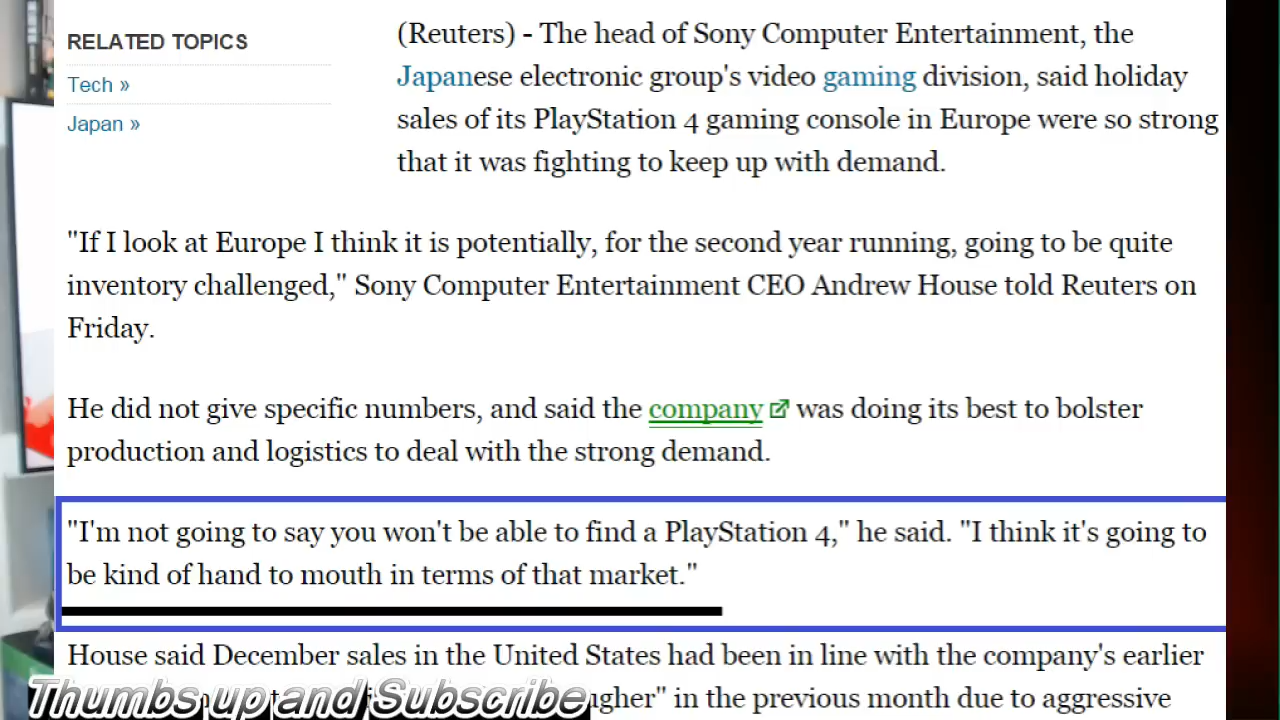 RELATED TOPICS
Tech »
Japan »
(Reuters) - The head of Sony Computer Entertainment, the
Japanese electronic group's video gaming division, said holiday
sales of its PlayStation 4 gaming console in Europe were so strong
that it was fighting to keep up with demand.
"If I look at Europe I think it is potentially, for the second year running, going to be quite
inventory challenged," Sony Computer Entertainment CEO Andrew House told Reuters on
Friday.
He did not give specific numbers, and said the company was doing its best to bolster
production and logistics to deal with the strong demand.
"I'm not going to say you won't be able to find a PlayStation 4," he said. "I think it's going to
be kind of hand to mouth in terms of that market."
House said December sales in the United States had been in line with the company's earlier
Thumbs up and Subscribe
ugher" in the previous month due to aggressive